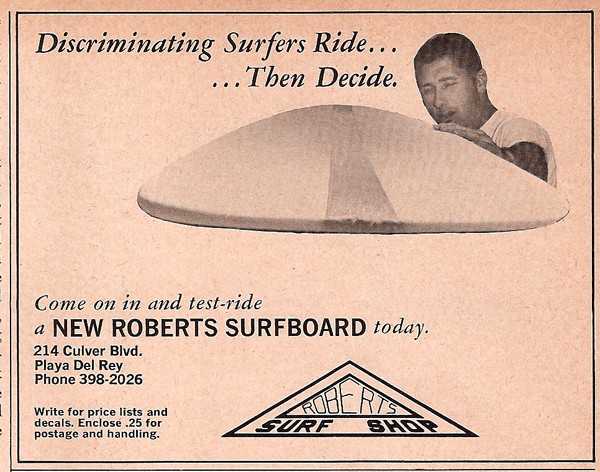 Discriminating Surfers Ride...
...Then Decide.
Come on in and test-ride
a NEW ROBERTS SURFBOARD today.
214 Culver Blvd.
Playa Del Rey
Phone 398-2026
Write for price lists and
decals. Enclose .25 for
postage and handling.
ROBERTS
SURF SHOP